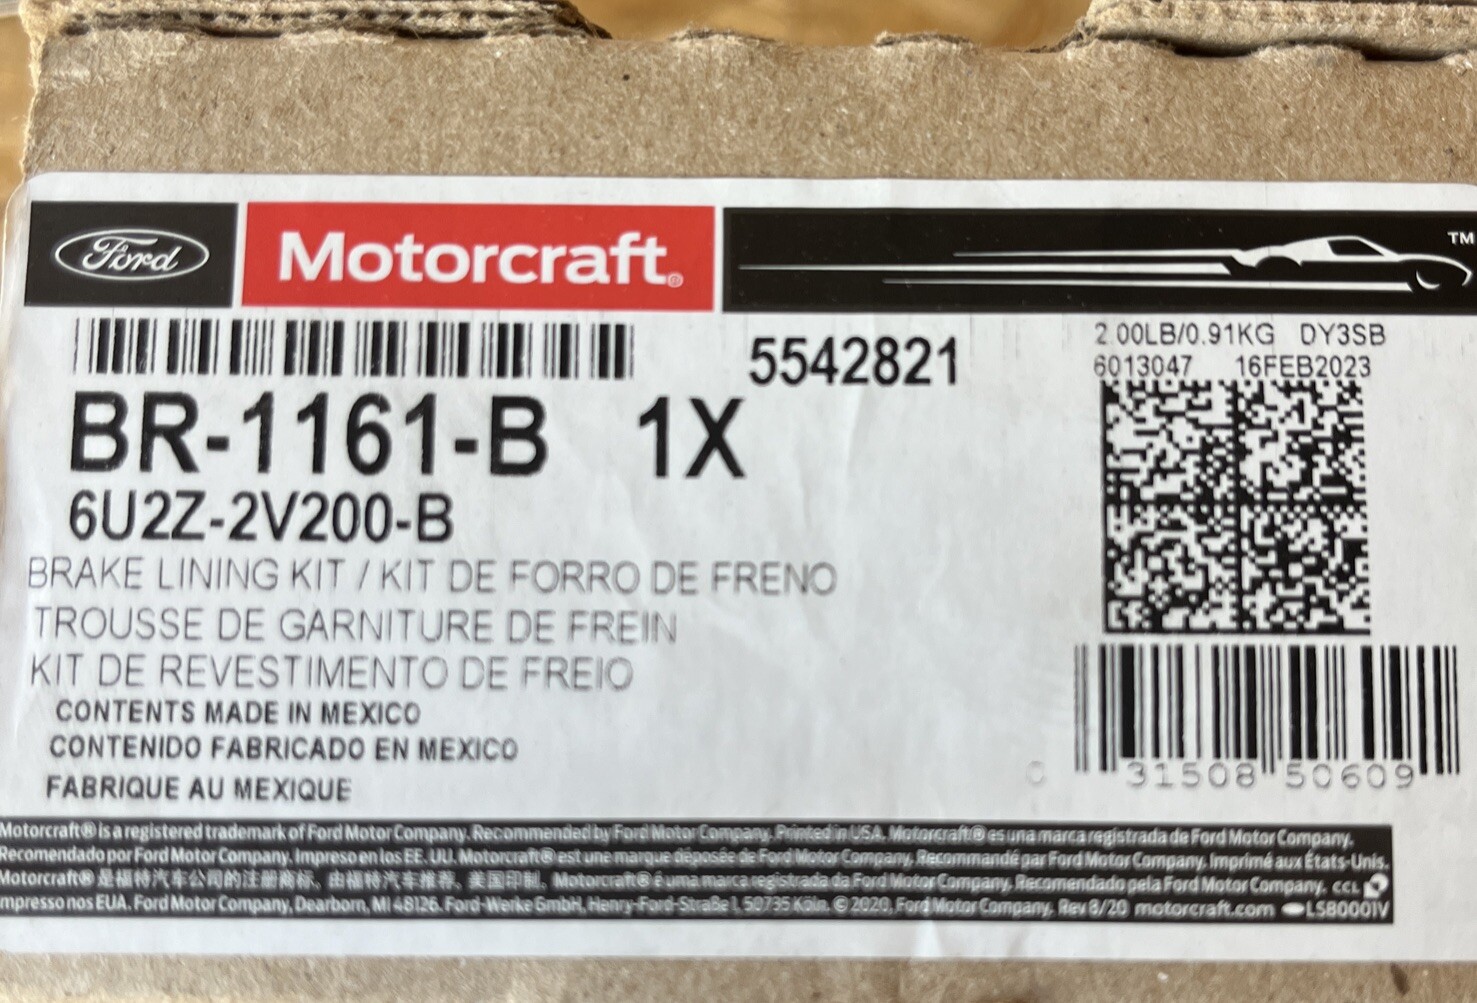 Ford Motorcraft® ™
2.00LB/0.91KG DY3SB
5542821
6013047 16FEB2023
BR-1161-B 1X
6U2Z-2V200-B
BRAKE LINING KIT / KIT DE FORRO DE FRENO
TROUSSE DE GARNITURE DE FREIN
KIT DE REVESTIMENTO DE FREIO
CONTENTS MADE IN MEXICO
CONTENIDO FABRICADO EN MEXICO
FABRIQUE AU MEXIQUE
0 31508 50609
Motorcraft® is a registered trademark of Ford Motor Company. Recommended by Ford Motor Company. Printed in USA. Motorcraft® es una marca registrada de Ford Motor Company.
Recomendado por Ford Motor Company. Impreso en los EE. UU. Motorcraft® est une marque déposée de Ford Motor Company. Recommandé par Ford Motor Company. Imprimé aux États-Unis.
Motorcraft® 是福特汽车公司的注册商标。由福特汽车推荐。美国印制。 Motorcraft® é uma marca registrada da Ford Motor Company. Recomendado pela Ford Motor Company. CCL
mpresso nos EUA. Ford Motor Company, Dearborn, MI 48126. Ford-Werke GmbH, Henry-Ford-Straße 1, 50735 Köln. © 2020, Ford Motor Company. Rev 8/20 motorcraft.com LSB0001V